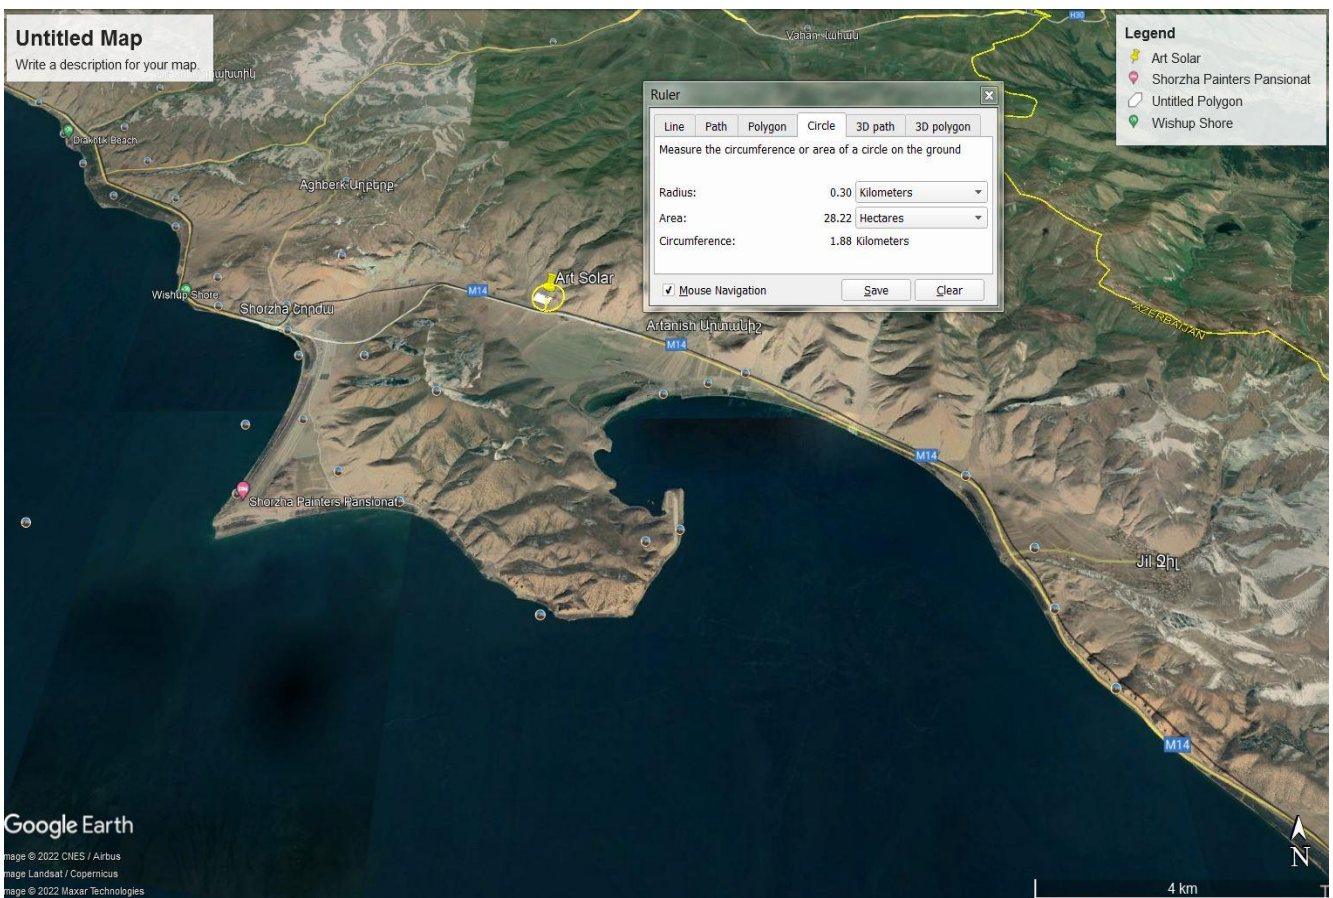 Untitled Map
Write a description for your map.
Drakhtik Beach
Aghberk Աղբերք
Vahan Վահան
H30
Legend
Art Solar
Shorzha Painters Pansionat
Untitled Polygon
Wishup Shore
Ruler
Line Path Polygon Circle 3D path 3D polygon
Measure the circumference or area of a circle on the ground
Radius: 0.30 Kilometers
Area: 28.22 Hectares
Circumference: 1.88 Kilometers
Mouse Navigation Save Clear
Art Solar
M14
Wishup Shore
Shorzha Շորժա
Artanish Արտանիշ
M14
AZERBAIJAN
M14
Shorzha Painters Pansionat
Jil Ջիլ
M14
Google Earth
mage © 2022 CNES / Airbus
mage Landsat / Copernicus
mage © 2022 Maxar Technologies
N
4 km